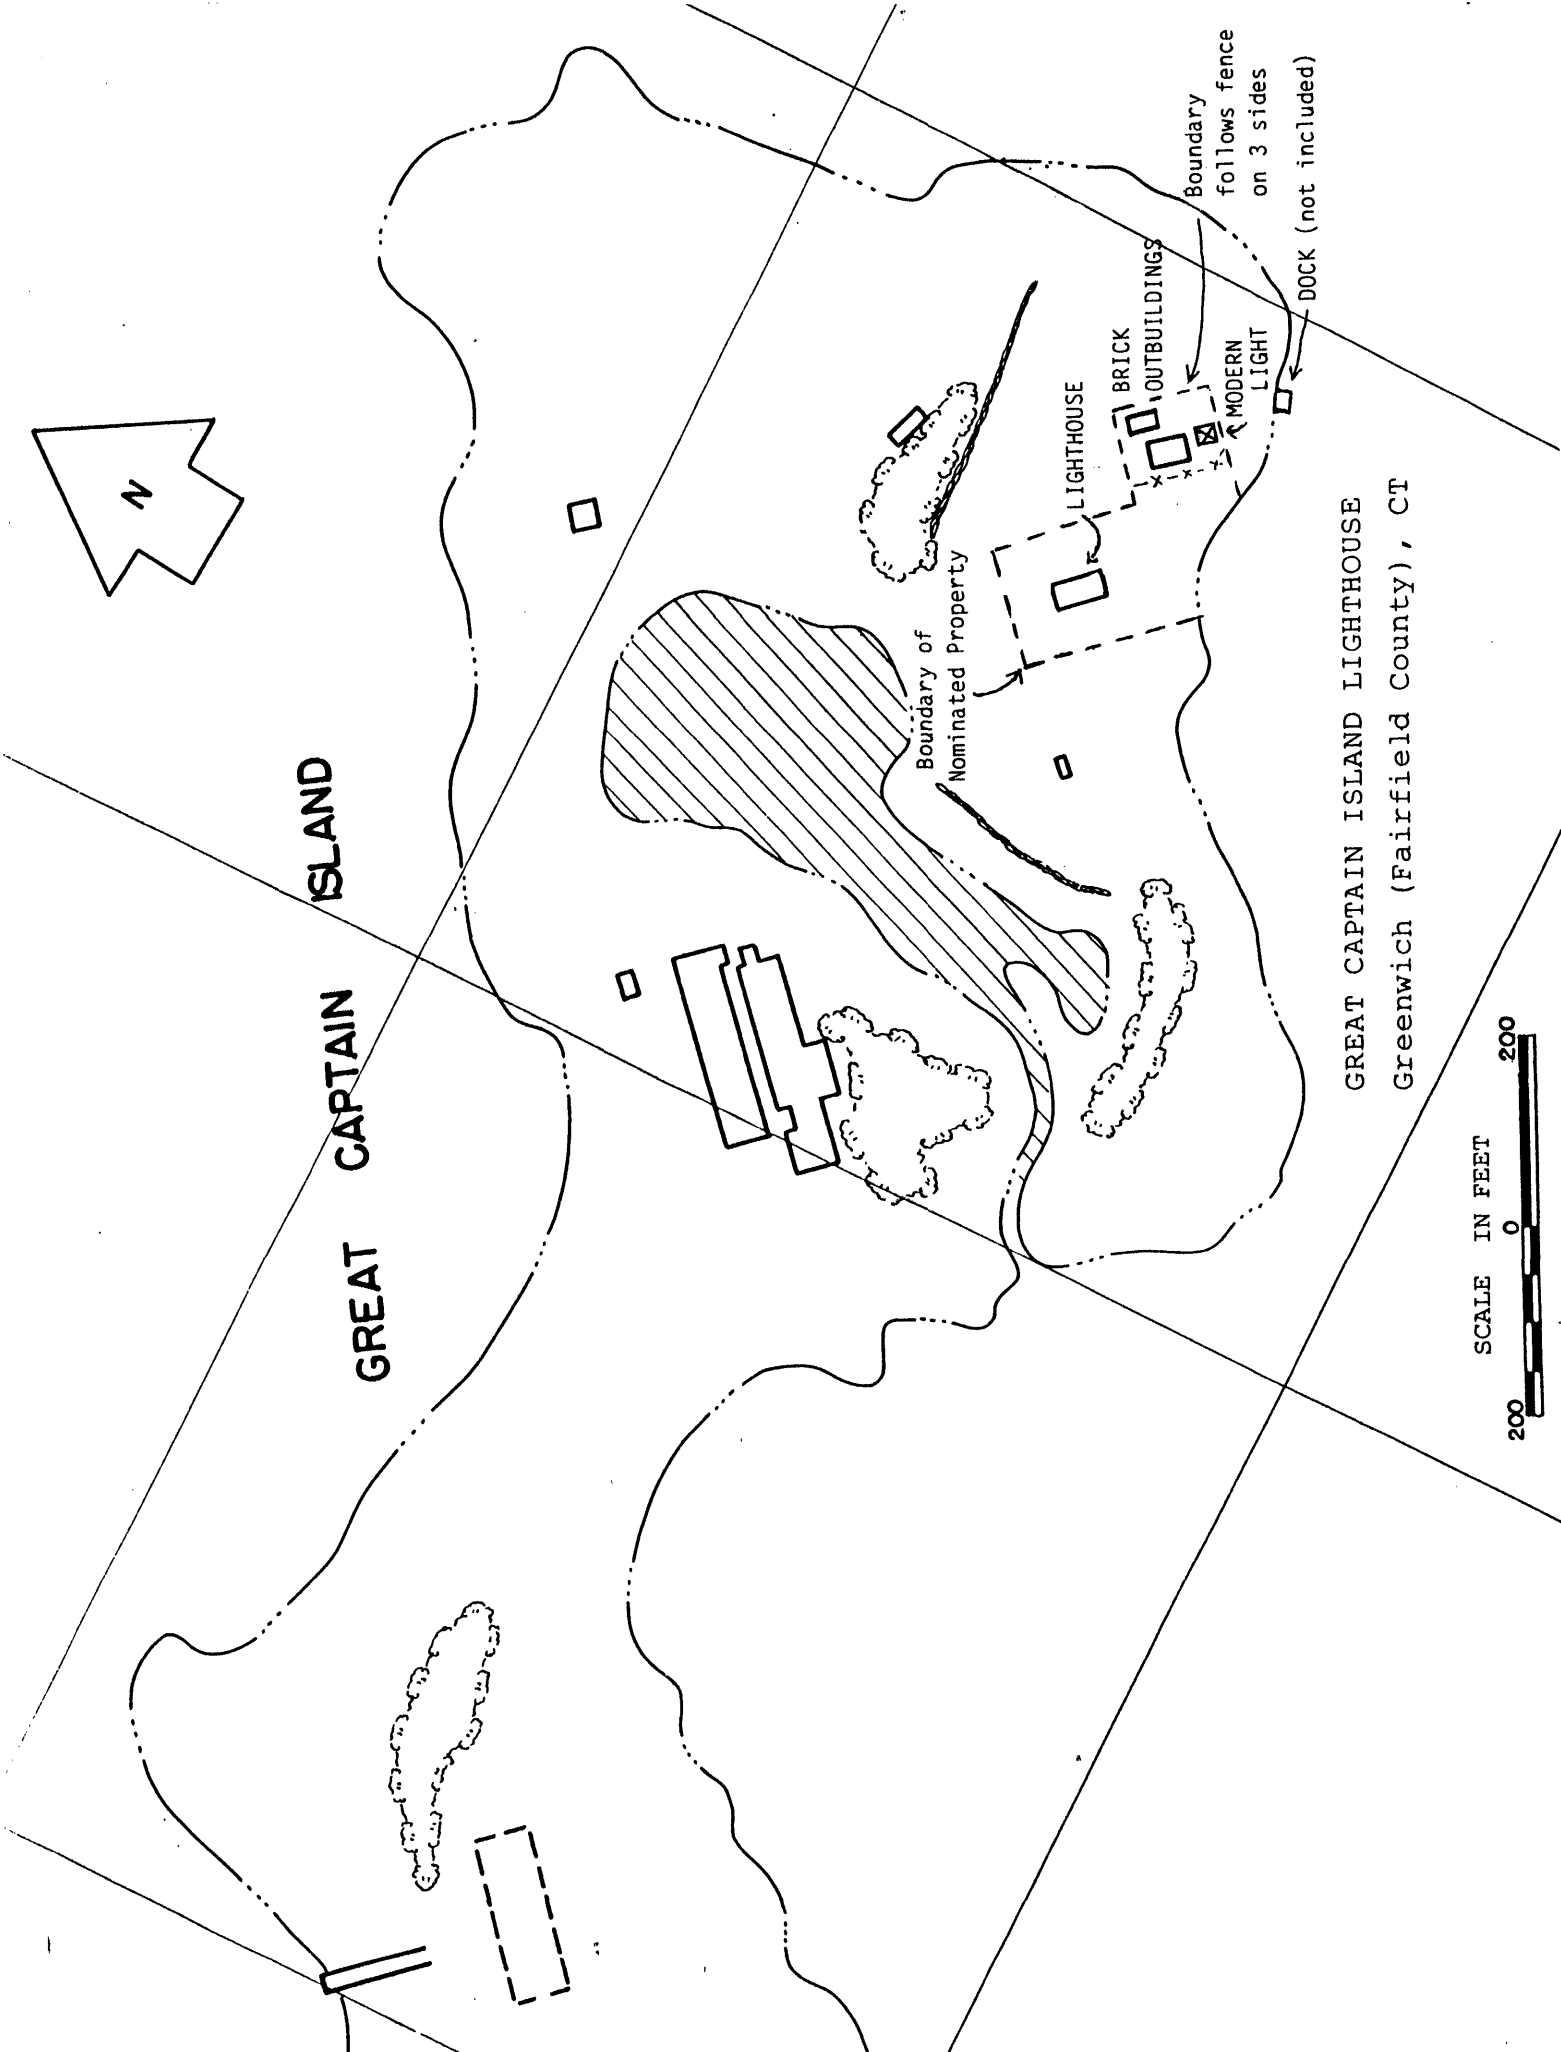 N
GREAT CAPTAIN ISLAND
Boundary of
Nominated Property
LIGHTHOUSE
BRICK
OUTBUILDINGS
MODERN
LIGHT
Boundary
follows fence
on 3 sides
DOCK (not included)
GREAT CAPTAIN ISLAND LIGHTHOUSE
Greenwich (Fairfield County), CT
SCALE IN FEET
200 0 200